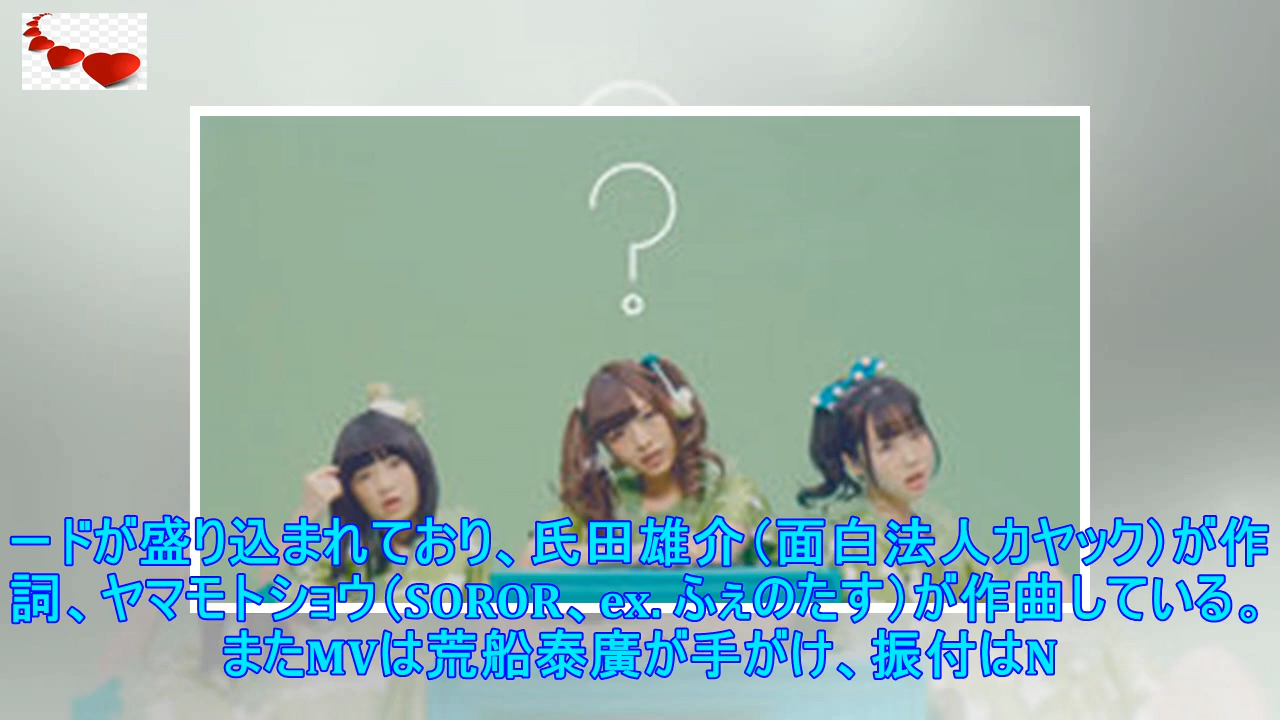 ?
ードが盛り込まれており、氏田雄介（面白法人カヤック）が作
詞、ヤマモトショウ（SOROR、ex. ふぇのたす）が作曲している。
またMVは荒船泰廣が手がけ、振付はN